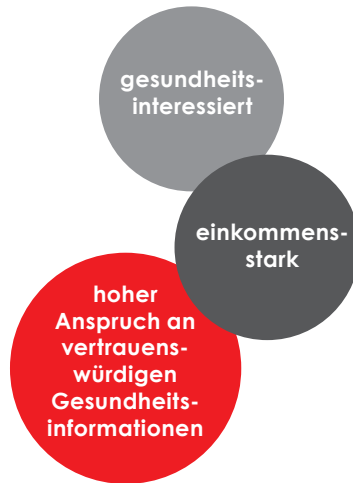 gesundheits-
interessiert
einkommens-
stark
hoher
Anspruch an
vertrauens-
würdigen
Gesundheits-
informationen